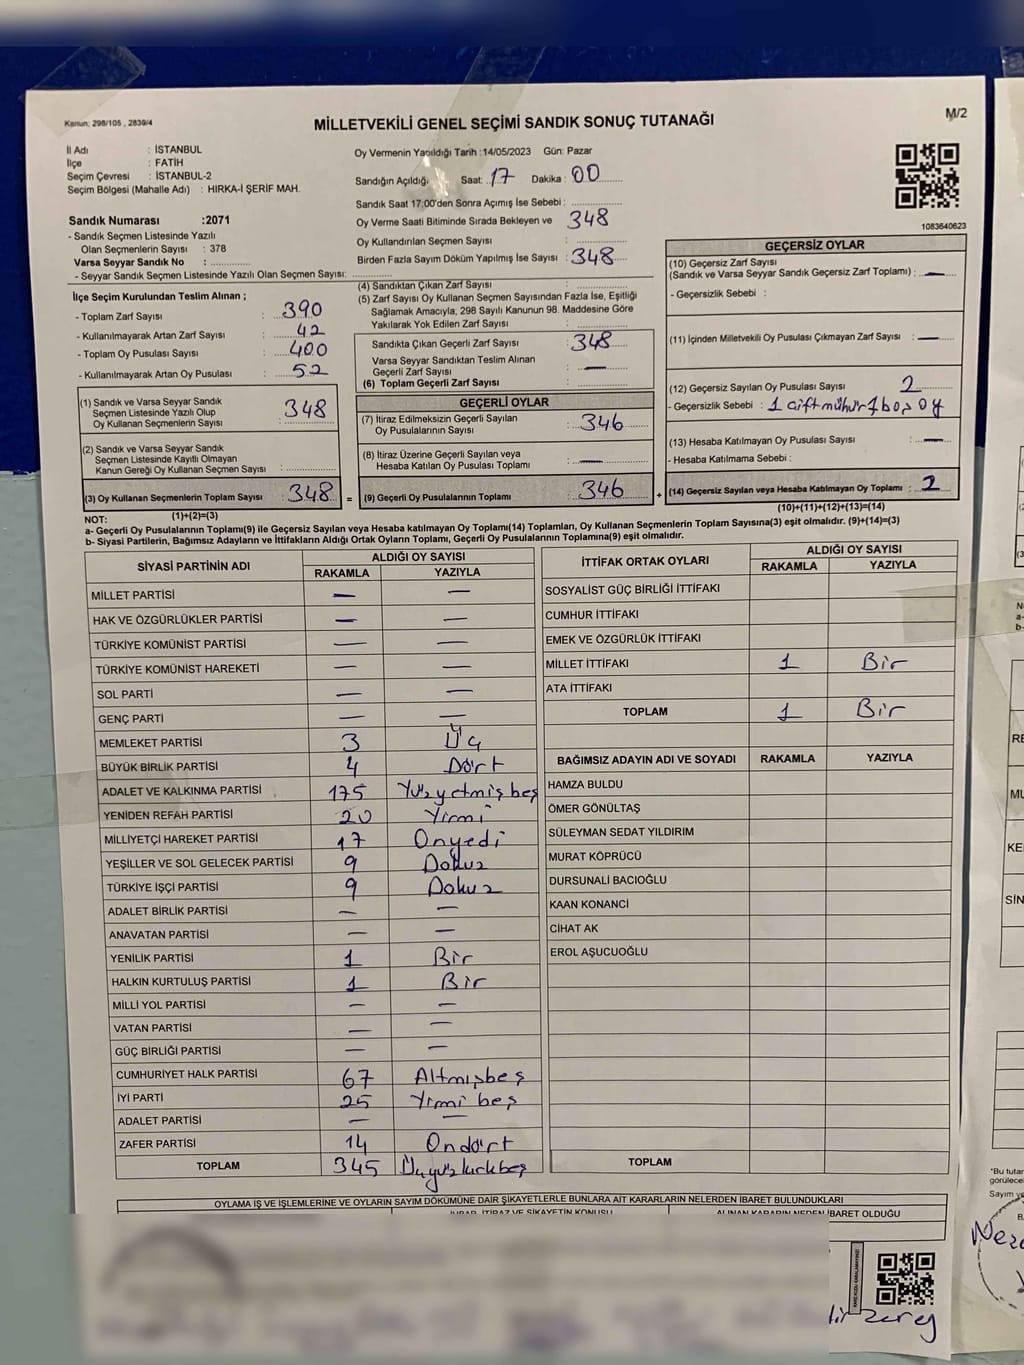 Kanun: 298/105 , 2839/4
MİLLETVEKİLİ GENEL SEÇİMİ SANDIK SONUÇ TUTANAĞI
M/2
İl Adı : İSTANBUL
İlçe : FATİH
Seçim Çevresi : İSTANBUL-2
Seçim Bölgesi (Mahalle Adı) : HIRKA-İ ŞERİF MAH.
Sandık Numarası :2071
- Sandık Seçmen Listesinde Yazılı
Olan Seçmenlerin Sayısı : 378
Varsa Seyyar Sandık No :
- Seyyar Sandık Seçmen Listesinde Yazılı Olan Seçmen Sayısı:
Oy Vermenin Yapıldığı Tarih :14/05/2023 Gün: Pazar
Sandığın Açıldığı Saat: 17 Dakika : 00
Sandık Saat 17:00'den Sonra Açımış İse Sebebi :
Oy Verme Saati Bitiminde Sırada Bekleyen ve 348
Oy Kullandırılan Seçmen Sayısı :
Birden Fazla Sayım Döküm Yapılmış İse Sayısı : 348
1083640623
İlçe Seçim Kurulundan Teslim Alınan ;
- Toplam Zarf Sayısı : 390
- Kullanılmayarak Artan Zarf Sayısı : 42
- Toplam Oy Pusulası Sayısı : 400
- Kullanılmayarak Artan Oy Pusulası : 52
(1) Sandık ve Varsa Seyyar Sandık
Seçmen Listesinde Yazılı Olup
Oy Kullanan Seçmenlerin Sayısı : 348
(2) Sandık ve Varsa Seyyar Sandık
Seçmen Listesinde Kayıtlı Olmayan
Kanun Gereği Oy Kullanan Seçmen Sayısı :
(3) Oy Kullanan Seçmenlerin Toplam Sayısı : 348 =
(1)+(2)=(3)
(4) Sandıktan Çıkan Zarf Sayısı :
(5) Zarf Sayısı Oy Kullanan Seçmen Sayısından Fazla İse, Eşitliği
Sağlamak Amacıyla; 298 Sayılı Kanunun 98. Maddesine Göre
Yakılarak Yok Edilen Zarf Sayısı :
Sandıkta Çıkan Geçerli Zarf Sayısı : 348
Varsa Seyyar Sandıktan Teslim Alınan
Geçerli Zarf Sayısı : —
(6) Toplam Geçerli Zarf Sayısı :
GEÇERLİ OYLAR
(7) İtiraz Edilmeksizin Geçerli Sayılan
Oy Pusulalarının Sayısı : 346
(8) İtiraz Üzerine Geçerli Sayılan veya
Hesaba Katılan Oy Pusulası Toplamı : —
(9) Geçerli Oy Pusulalarının Toplamı : 346 +
GEÇERSİZ OYLAR
(10) Geçersiz Zarf Sayısı
(Sandık ve Varsa Seyyar Sandık Geçersiz Zarf Toplamı) : —
- Geçersizlik Sebebi :
(11) İçinden Milletvekili Oy Pusulası Çıkmayan Zarf Sayısı : —
(12) Geçersiz Sayılan Oy Pusulası Sayısı : 2
- Geçersizlik Sebebi : 1 çift mühür 1 boş oy
(13) Hesaba Katılmayan Oy Pusulası Sayısı : —
- Hesaba Katılmama Sebebi :
(14) Geçersiz Sayılan veya Hesaba Katılmayan Oy Toplamı : 2
(10)+(11)+(12)+(13)=(14)
NOT:
a- Geçerli Oy Pusulalarının Toplamı(9) ile Geçersiz Sayılan veya Hesaba katılmayan Oy Toplamı(14) Toplamları, Oy Kullanan Seçmenlerin Toplam Sayısına(3) eşit olmalıdır. (9)+(14)=(3)
b- Siyasi Partilerin, Bağımsız Adayların ve İttifakların Aldığı Ortak Oyların Toplamı, Geçerli Oy Pusulalarının Toplamına(9) eşit olmalıdır.
SİYASİ PARTİNİN ADI ALDIĞI OY SAYISI
RAKAMLA YAZIYLA
MİLLET PARTİSİ — —
HAK VE ÖZGÜRLÜKLER PARTİSİ — —
TÜRKİYE KOMÜNİST PARTİSİ — —
TÜRKİYE KOMÜNİST HAREKETİ — —
SOL PARTİ — —
GENÇ PARTİ — —
MEMLEKET PARTİSİ 3 Üç
BÜYÜK BİRLİK PARTİSİ 4 Dört
ADALET VE KALKINMA PARTİSİ 175 Yüzyetmişbeş
YENİDEN REFAH PARTİSİ 20 Yirmi
MİLLİYETÇİ HAREKET PARTİSİ 17 Onyedi
YEŞİLLER VE SOL GELECEK PARTİSİ 9 Dokuz
TÜRKİYE İŞÇİ PARTİSİ 9 Dokuz
ADALET BİRLİK PARTİSİ — —
ANAVATAN PARTİSİ — —
YENİLİK PARTİSİ 1 Bir
HALKIN KURTULUŞ PARTİSİ 1 Bir
MİLLİ YOL PARTİSİ — —
VATAN PARTİSİ — —
GÜÇ BİRLİĞİ PARTİSİ — —
CUMHURİYET HALK PARTİSİ 67 Altmışbeş
İYİ PARTİ 25 Yirmi beş
ADALET PARTİSİ — —
ZAFER PARTİSİ 14 Ondört
TOPLAM 345 Üçyüzkırkbeş
İTTİFAK ORTAK OYLARI ALDIĞI OY SAYISI
RAKAMLA YAZIYLA
SOSYALİST GÜÇ BİRLİĞİ İTTİFAKI
CUMHUR İTTİFAKI
EMEK VE ÖZGÜRLÜK İTTİFAKI
MİLLET İTTİFAKI 1 Bir
ATA İTTİFAKI
TOPLAM 1 Bir
BAĞIMSIZ ADAYIN ADI VE SOYADI RAKAMLA YAZIYLA
HAMZA BULDU
ÖMER GÖNÜLTAŞ
SÜLEYMAN SEDAT YILDIRIM
MURAT KÖPRÜCÜ
DURSUNALİ BACIOĞLU
KAAN KONANCİ
CİHAT AK
EROL AŞUCUOĞLU
TOPLAM
OYLAMA İŞ VE İŞLEMLERİNE VE OYLARIN SAYIM DÖKÜMÜNE DAİR ŞİKAYETLERLE BUNLARA AİT KARARLARIN NELERDEN İBARET BULUNDUKLARI
İTİRAZ VE ŞİKAYETİN KONUSU ALINAN KARARIN NEDEN İBARET OLDUĞU
*Bu tutar
görülece
Sayım ve